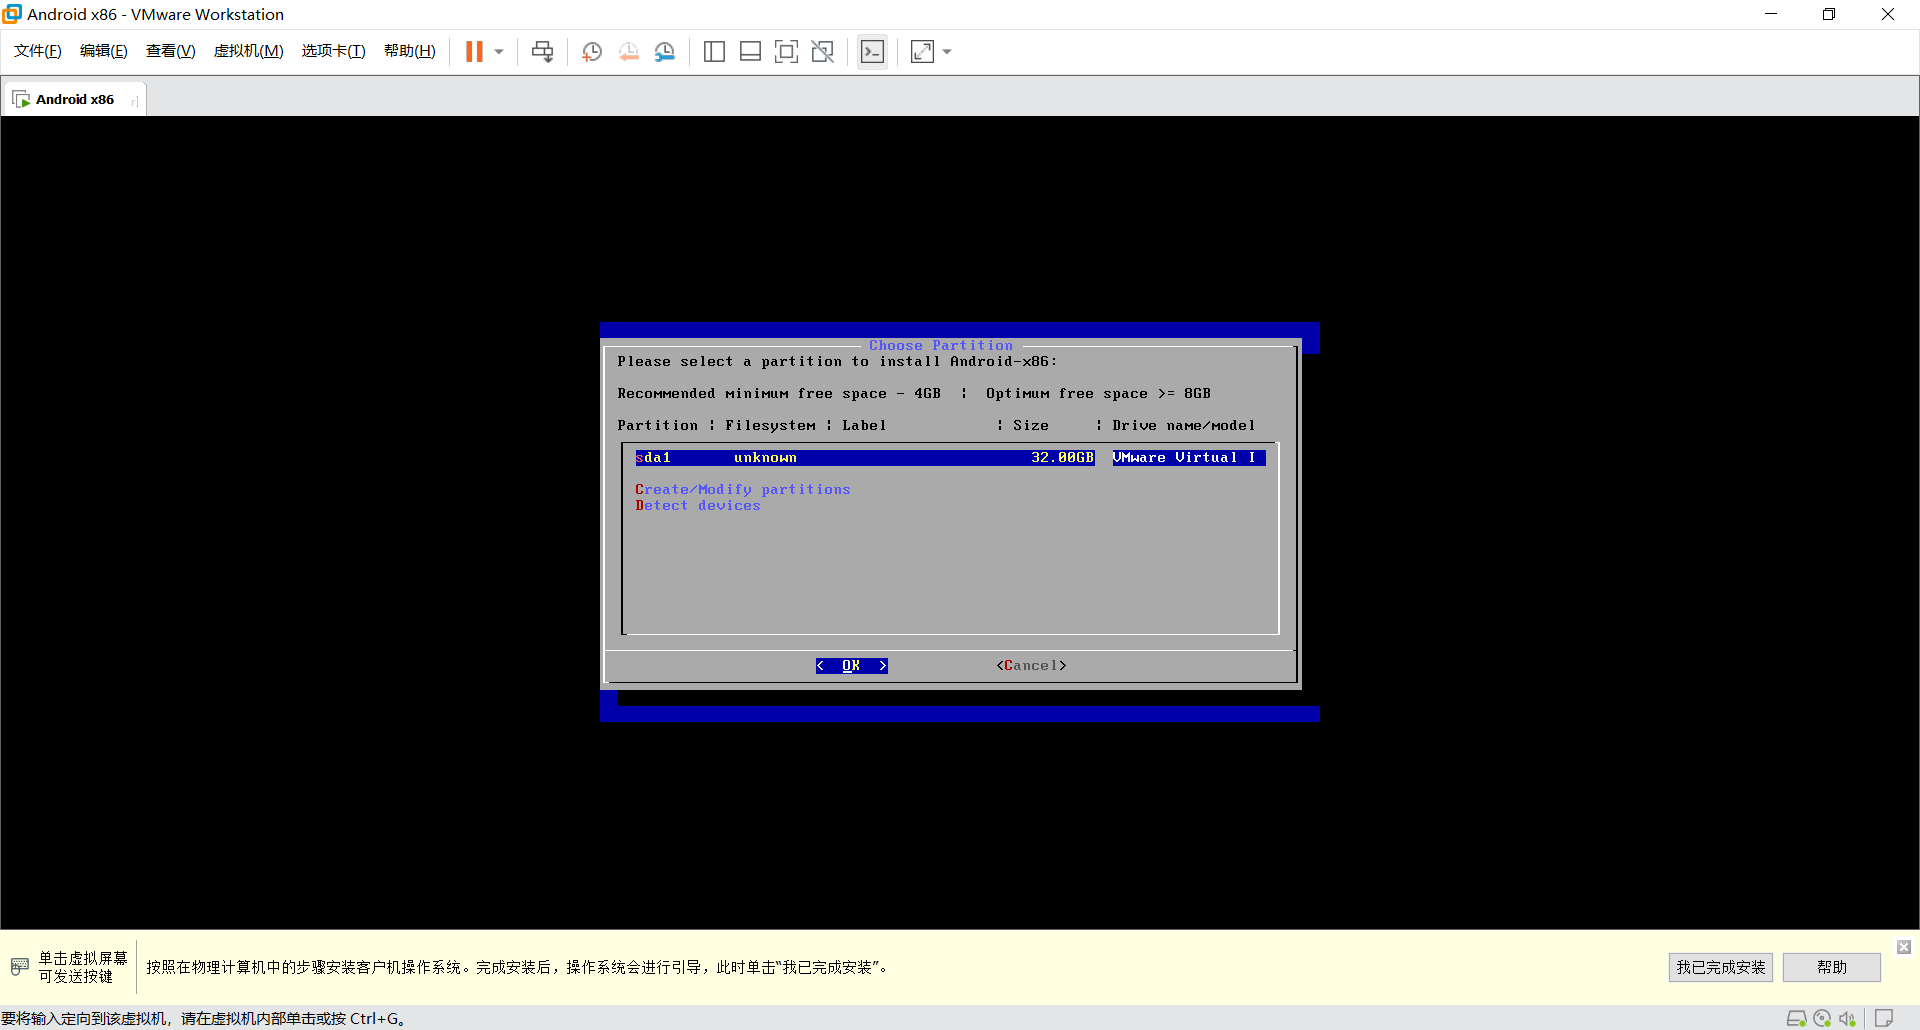 Android x86 - VMware Workstation
文件(F) 编辑(E) 查看(V) 虚拟机(M) 选项卡(T) 帮助(H)
Android x86
Choose Partition
Please select a partition to install Android-x86:
Recommended minimum free space - 4GB ¦ Optimum free space >= 8GB
Partition ¦ Filesystem ¦ Label ¦ Size ¦ Drive name/model
sda1 unknown 32.00GB VMware Virtual I
Create/Modify partitions
Detect devices
< OK > <Cancel>
单击虚拟屏幕
可发送按键
按照在物理计算机中的步骤安装客户机操作系统。完成安装后，操作系统会进行引导，此时单击“我已完成安装”。
我已完成安装 帮助
要将输入定向到该虚拟机，请在虚拟机内部单击或按 Ctrl+G。